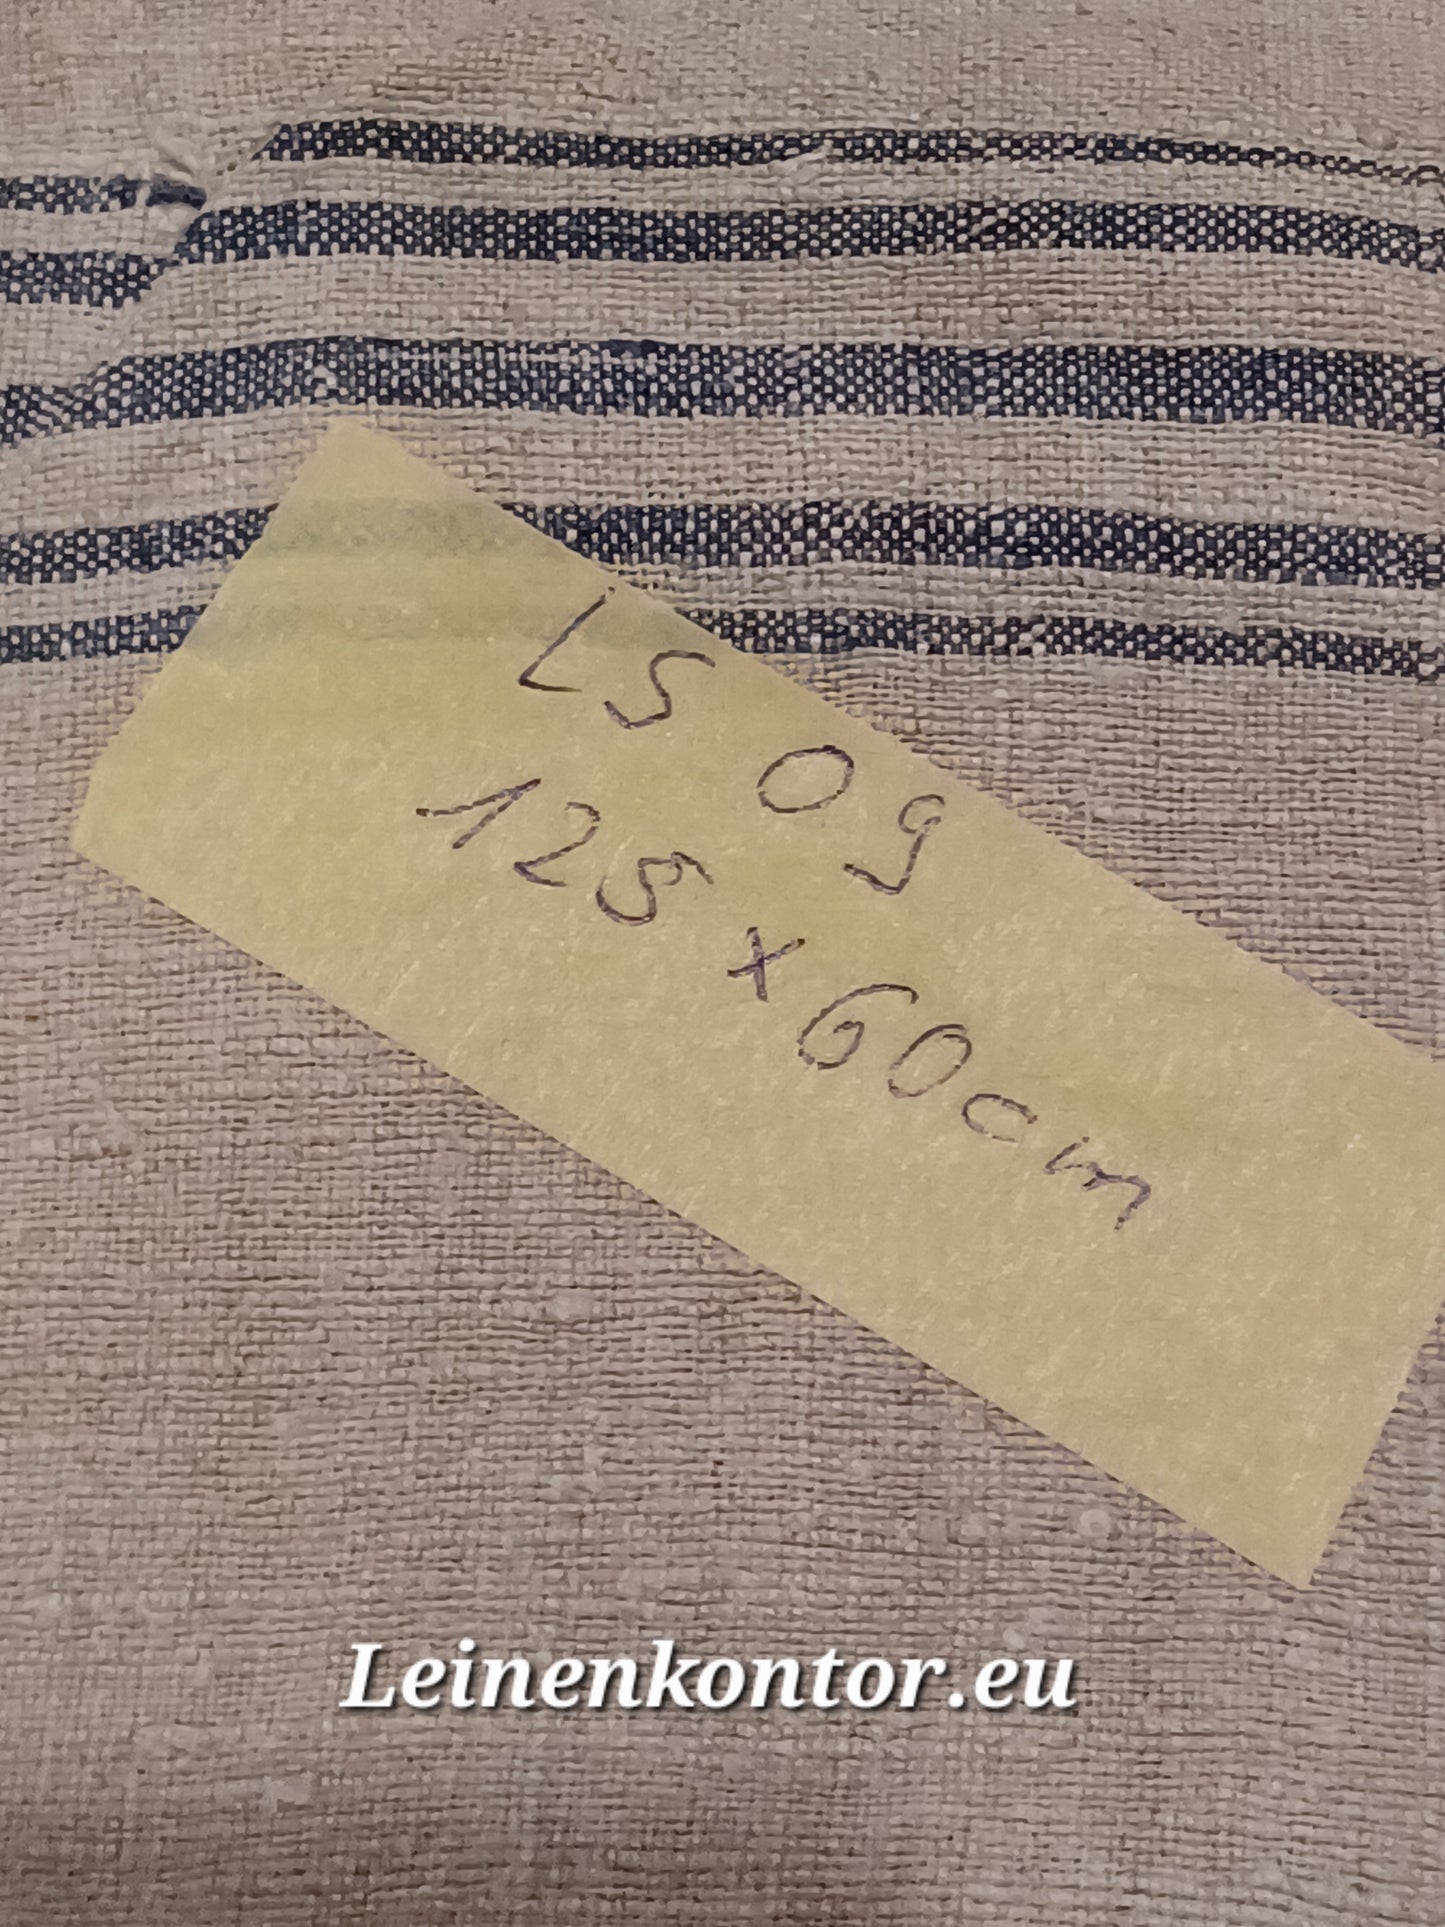 LS 09
125 x 60cm
Leinenkontor.eu